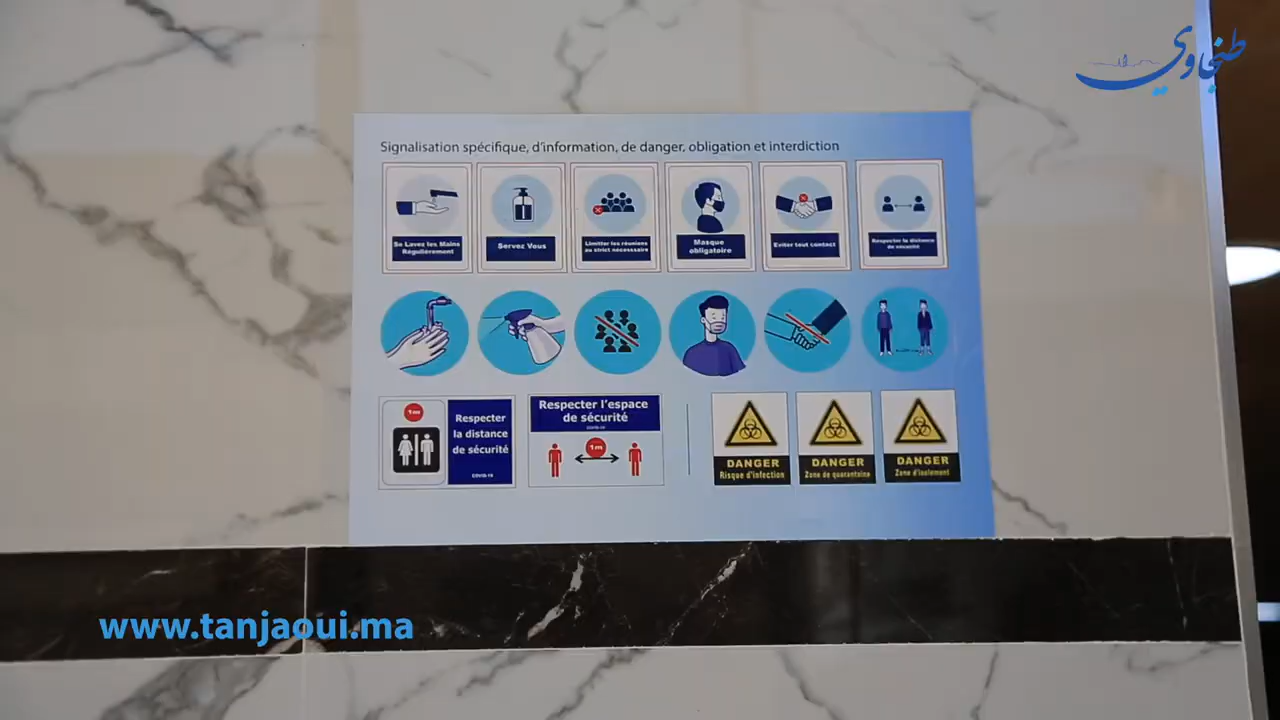 طنجاوي
Signalisation spécifique, d'information, de danger, obligation et interdiction
Se Lavez les Mains
Régulièrement
Servez Vous
Limitter les réunions
au strict nécessaire
Masque
obligatoire
Eviter tout contact
Respecter la distance
de sécurité
1m
Respecter
la distance
de sécurité
COVID-19
Respecter l'espace
de sécurité
COVID-19
1m
DANGER
Risque d'infection
DANGER
Zone de quarantaine
DANGER
Zone d'isolement
www.tanjaoui.ma